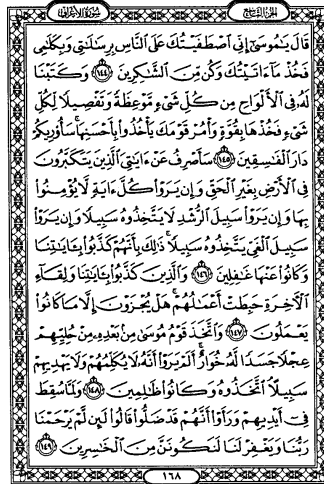 الجزء التاسع
سورة الأعراف
قَالَ يَٰمُوسَىٰٓ إِنِّي ٱصۡطَفَيۡتُكَ عَلَى ٱلنَّاسِ بِرِسَٰلَٰتِي وَبِكَلَٰمِي
فَخُذۡ مَآ ءَاتَيۡتُكَ وَكُن مِّنَ ٱلشَّٰكِرِينَ ١٤٤ وَكَتَبۡنَا
لَهُۥ فِي ٱلۡأَلۡوَاحِ مِن كُلِّ شَيۡءٖ مَّوۡعِظَةٗ وَتَفۡصِيلٗا لِّكُلِّ
شَيۡءٖ فَخُذۡهَا بِقُوَّةٖ وَأۡمُرۡ قَوۡمَكَ يَأۡخُذُواْ بِأَحۡسَنِهَاۚ سَأُوْرِيكُمۡ
دَارَ ٱلۡفَٰسِقِينَ ١٤٥ سَأَصۡرِفُ عَنۡ ءَايَٰتِيَ ٱلَّذِينَ يَتَكَبَّرُونَ
فِي ٱلۡأَرۡضِ بِغَيۡرِ ٱلۡحَقِّ وَإِن يَرَوۡاْ كُلَّ ءَايَةٖ لَّا يُؤۡمِنُواْ
بِهَا وَإِن يَرَوۡاْ سَبِيلَ ٱلرُّشۡدِ لَا يَتَّخِذُوهُ سَبِيلٗا وَإِن يَرَوۡاْ
سَبِيلَ ٱلۡغَيِّ يَتَّخِذُوهُ سَبِيلٗاۚ ذَٰلِكَ بِأَنَّهُمۡ كَذَّبُواْ بِـَٔايَٰتِنَا
وَكَانُواْ عَنۡهَا غَٰفِلِينَ ١٤٦ وَٱلَّذِينَ كَذَّبُواْ بِـَٔايَٰتِنَا وَلِقَآءِ
ٱلۡأٓخِرَةِ حَبِطَتۡ أَعۡمَٰلُهُمۡۚ هَلۡ يُجۡزَوۡنَ إِلَّا مَا كَانُواْ
يَعۡمَلُونَ ١٤٧ وَٱتَّخَذَ قَوۡمُ مُوسَىٰ مِنۢ بَعۡدِهِۦ مِنۡ حُلِيِّهِمۡ
عِجۡلٗا جَسَدٗا لَّهُۥ خُوَارٌۚ أَلَمۡ يَرَوۡاْ أَنَّهُۥ لَا يُكَلِّمُهُمۡ وَلَا يَهۡدِيهِمۡ
سَبِيلًاۘ ٱتَّخَذُوهُ وَكَانُواْ ظَٰلِمِينَ ١٤٨ وَلَمَّا سُقِطَ
فِيٓ أَيۡدِيهِمۡ وَرَأَوۡاْ أَنَّهُمۡ قَدۡ ضَلُّواْ قَالُواْ لَئِن لَّمۡ يَرۡحَمۡنَا
رَبُّنَا وَيَغۡفِرۡ لَنَا لَنَكُونَنَّ مِنَ ٱلۡخَٰسِرِينَ ١٤٩
١٦٨